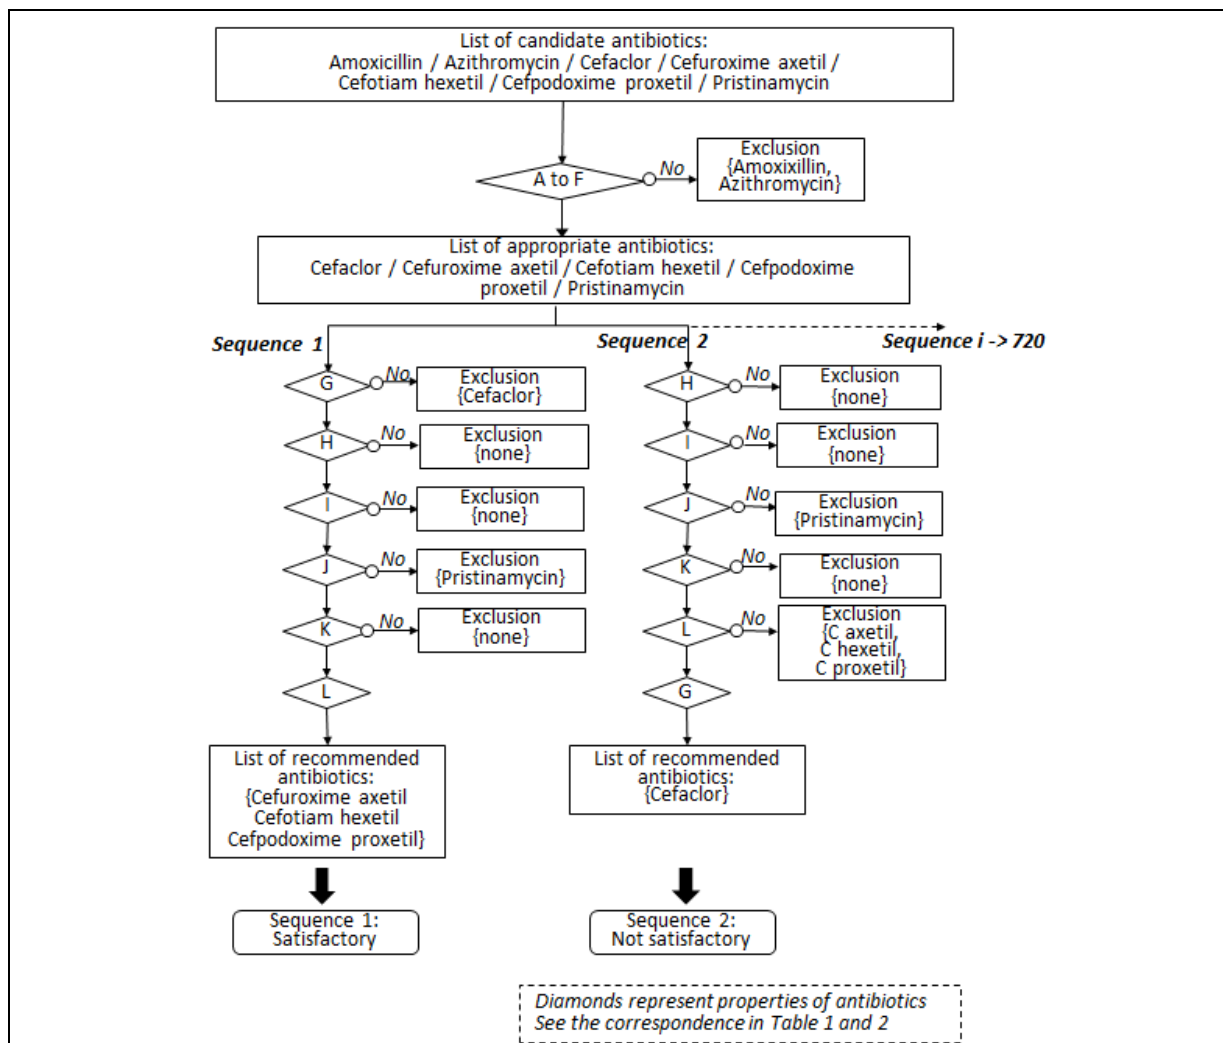 List of candidate antibiotics:
Amoxicillin / Azithromycin / Cefaclor / Cefuroxime axetil /
Cefotiam hexetil / Cefpodoxime proxetil / Pristinamycin
A to F
No
Exclusion
{Amoxixillin,
Azithromycin}
List of appropriate antibiotics:
Cefaclor / Cefuroxime axetil / Cefotiam hexetil / Cefpodoxime
proxetil / Pristinamycin
Sequence 1
Sequence 2
Sequence i -> 720
G
No
Exclusion
{Cefaclor}
H
No
Exclusion
{none}
I
No
Exclusion
{none}
J
No
Exclusion
{Pristinamycin}
K
No
Exclusion
{none}
L
List of recommended
antibiotics:
{Cefuroxime axetil
Cefotiam hexetil
Cefpodoxime proxetil}
Sequence 1:
Satisfactory
H
No
Exclusion
{none}
I
No
Exclusion
{none}
J
No
Exclusion
{Pristinamycin}
K
No
Exclusion
{none}
L
No
Exclusion
{C axetil,
C hexetil,
C proxetil}
G
List of recommended
antibiotics:
{Cefaclor}
Sequence 2:
Not satisfactory
Diamonds represent properties of antibiotics
See the correspondence in Table 1 and 2